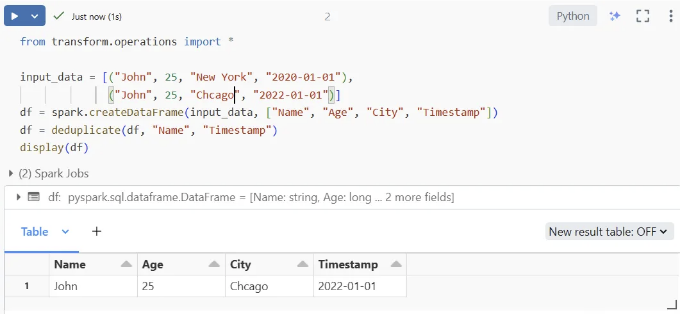 Just now (1s)
2
Python
from transform.operations import *
input_data = [("John", 25, "New York", "2020-01-01"),
("John", 25, "Chcago", "2022-01-01")]
df = spark.createDataFrame(input_data, ["Name", "Age", "City", "Timestamp"])
df = deduplicate(df, "Name", "Timestamp")
display(df)
(2) Spark Jobs
df: pyspark.sql.dataframe.DataFrame = [Name: string, Age: long ... 2 more fields]
Table
New result table: OFF
Name Age City Timestamp
1 John 25 Chcago 2022-01-01